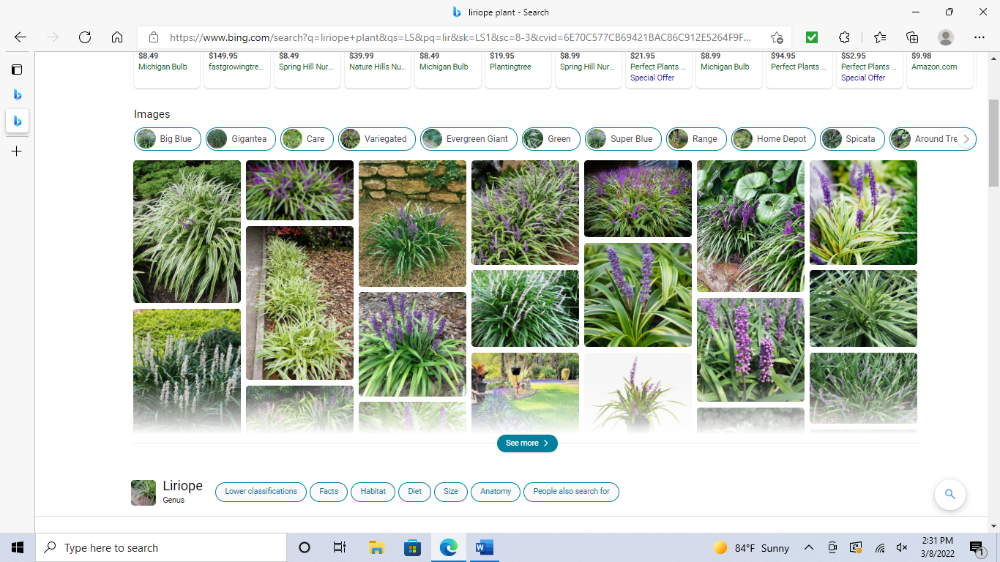 liriope plant - Search
https://www.bing.com/search?q=liriope+plant&qs=LS&pq=lir&sk=LS1&sc=8-3&cvid=6E70C577CB69421BAC86C912E5264F9F...
$8.49 $149.95 $8.49 $39.99 $8.49 $19.95 $8.99 $21.95 $8.99 $94.95 $52.95 $9.98
Michigan Bulb fastgrowingtre... Spring Hill Nur... Nature Hills Nu... Michigan Bulb Plantingtree Spring Hill Nur... Perfect Plants ... Michigan Bulb Perfect Plants ... Perfect Plants ... Amazon.com
Special Offer Special Offer
Images
Big Blue Gigantea Care Variegated Evergreen Giant Green Super Blue Range Home Depot Spicata Around Tre
See more
Liriope
Genus
Lower classifications Facts Habitat Diet Size Anatomy People also search for
Type here to search
84°F Sunny
2:31 PM
3/8/2022
1